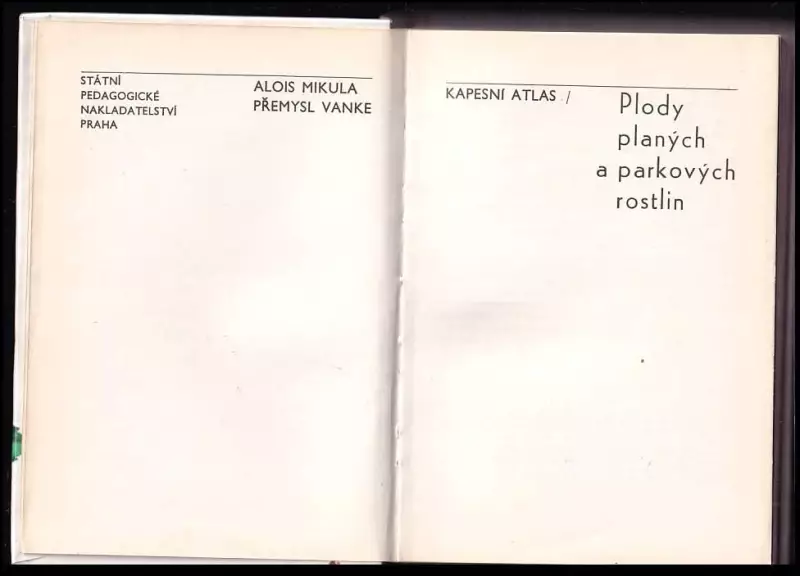 STÁTNÍ
PEDAGOGICKÉ
NAKLADATELSTVÍ
PRAHA
ALOIS MIKULA
PŘEMYSL VANKE
KAPESNÍ ATLAS /
Plody
planých
a parkových
rostlin